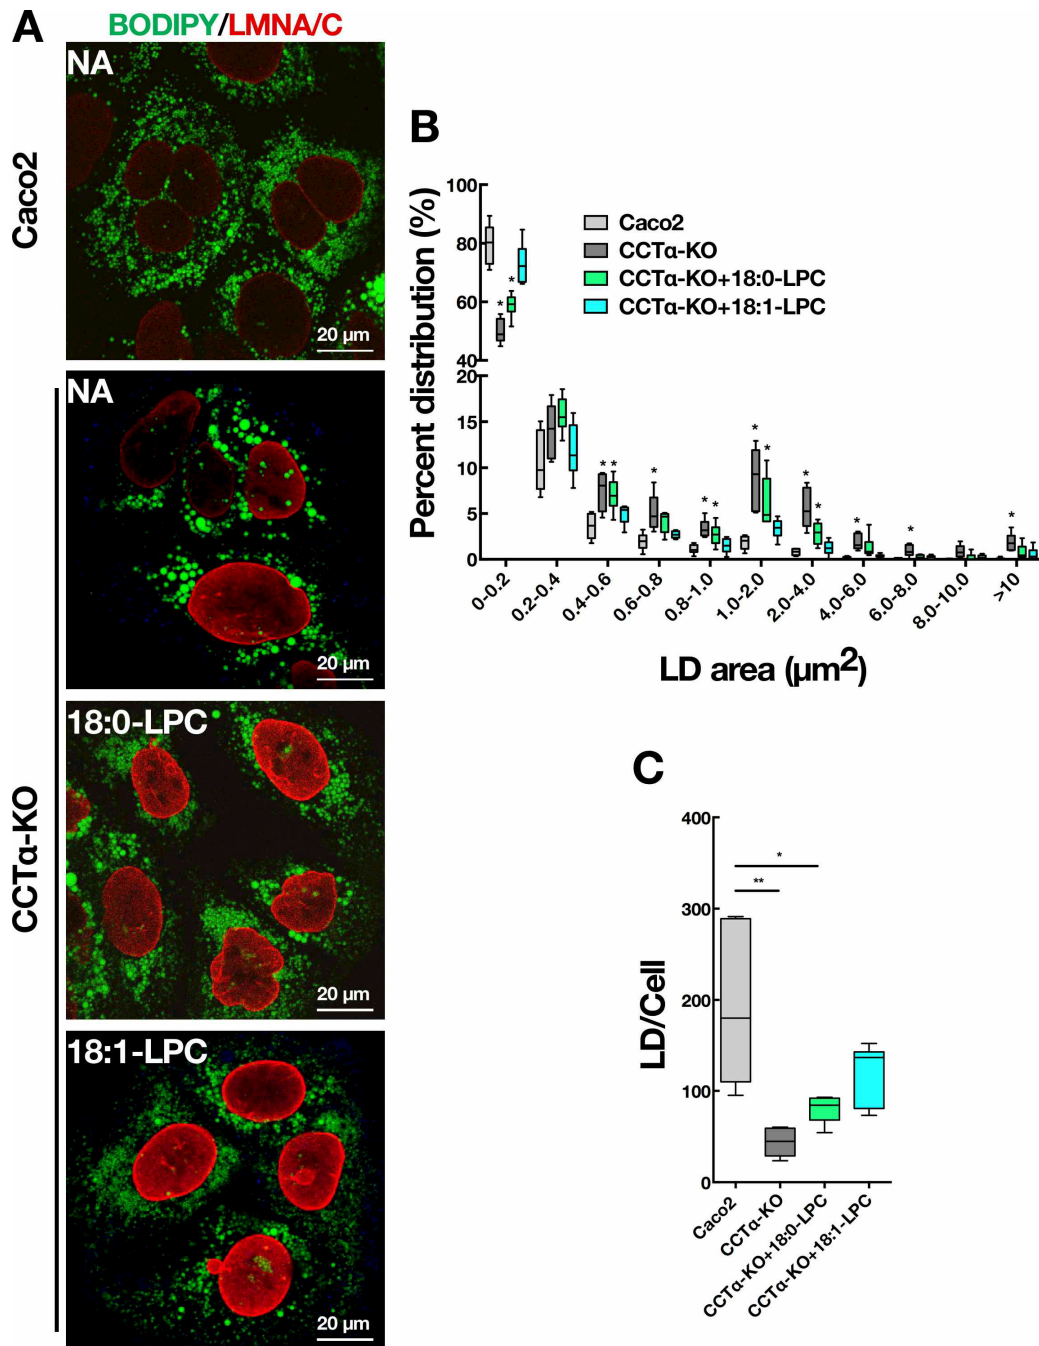 A
BODIPY/LMNA/C
Caco2
NA
20 µm
CCTα-KO
NA
20 µm
18:0-LPC
20 µm
18:1-LPC
20 µm
B
Percent distribution (%)
100
80
60
40
20
15
10
5
0
Caco2
CCTα-KO
CCTα-KO+18:0-LPC
CCTα-KO+18:1-LPC
* *
* *
*
* *
* *
* *
*
*
*
0-0.2
0.2-0.4
0.4-0.6
0.6-0.8
0.8-1.0
1.0-2.0
2.0-4.0
4.0-6.0
6.0-8.0
8.0-10.0
>10
LD area (µm²)
C
LD/Cell
400
300
200
100
0
*
**
Caco2
CCTα-KO
CCTα-KO+18:0-LPC
CCTα-KO+18:1-LPC